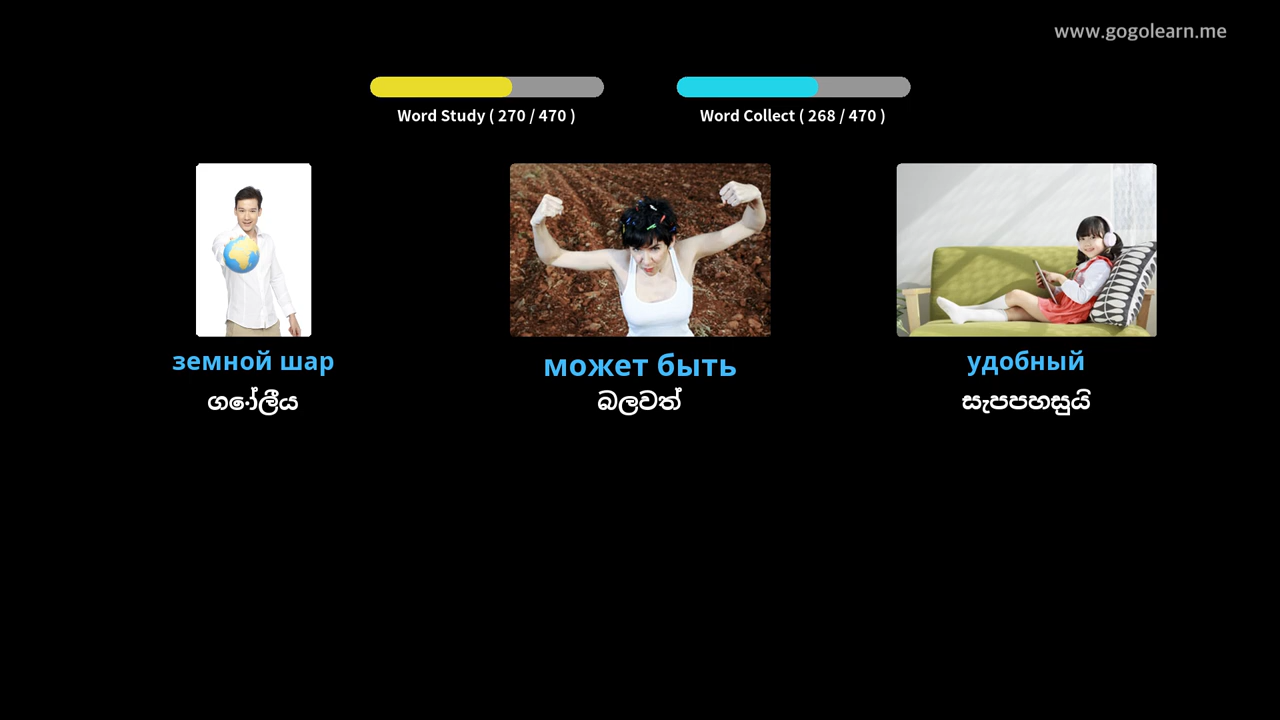 www.gogolearn.me
Word Study ( 270 / 470 )
Word Collect ( 268 / 470 )
земной шар
может быть
удобный
ගෝලීය
බලවත්
සැපපහසුයි